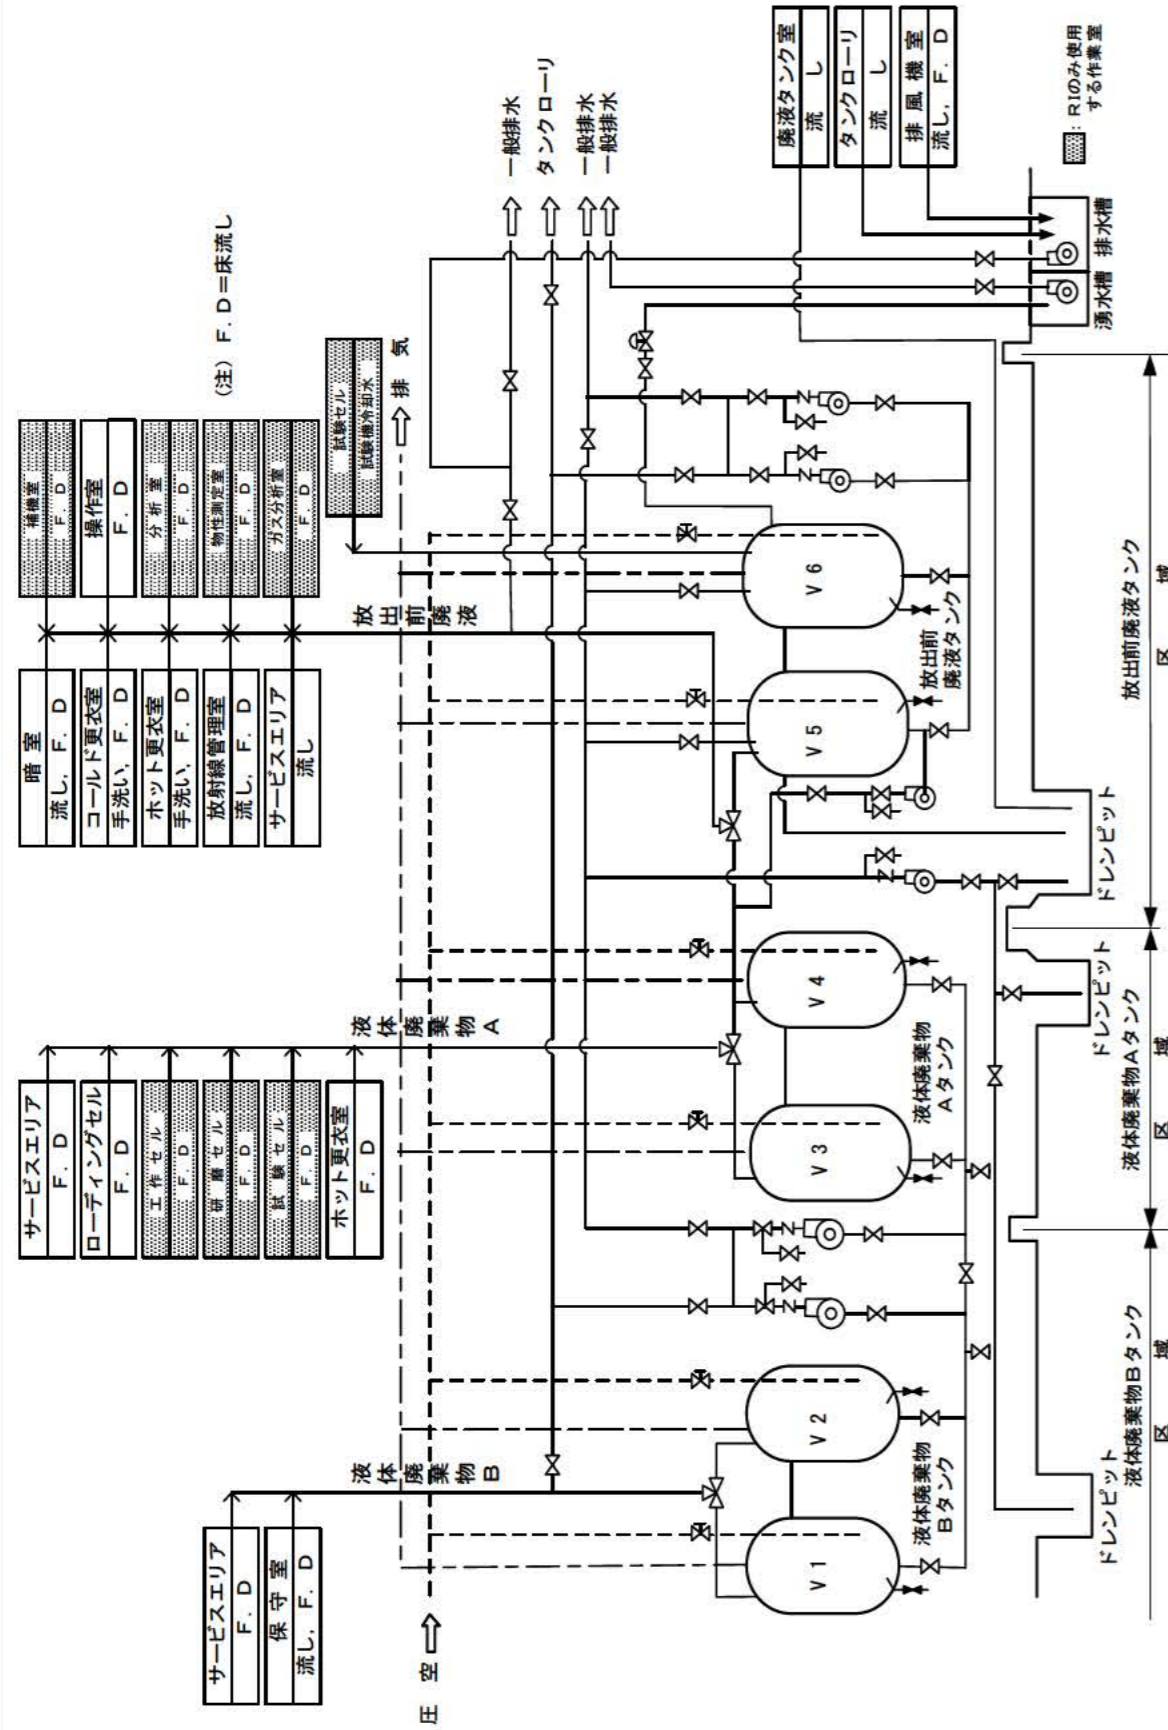 サービスエリア
F.D
保守室
流し,F.D
圧空
液体廃棄物B
サービスエリア
F.D
ローディングセル
F.D
工作セル
F.D
研磨セル
F.D
試験セル
F.D
ホット更衣室
F.D
液体廃棄物A
暗室
流し,F.D
コールド更衣室
手洗い,F.D
ホット更衣室
手洗い,F.D
放射線管理室
流し,F.D
サービスエリア
流し
補機室
F.D
操作室
F.D
分析室
F.D
物性測定室
F.D
ガス分析室
F.D
放出前廃液
試験セル
試験機冷却水
排気
(注) F.D=床流し
一般排水
タンクローリ
一般排水
一般排水
廃液タンク室
流し
タンクローリ
流し
排風機室
流し,F.D
:RIのみ使用
する作業室
V1
V2
V3
V4
V5
V6
液体廃棄物
Bタンク
液体廃棄物
Aタンク
放出前
廃液タンク
湧水槽
排水槽
ドレンピット
ドレンピット
ドレンピット
液体廃棄物Bタンク
区域
液体廃棄物Aタンク
区域
放出前廃液タンク
区域